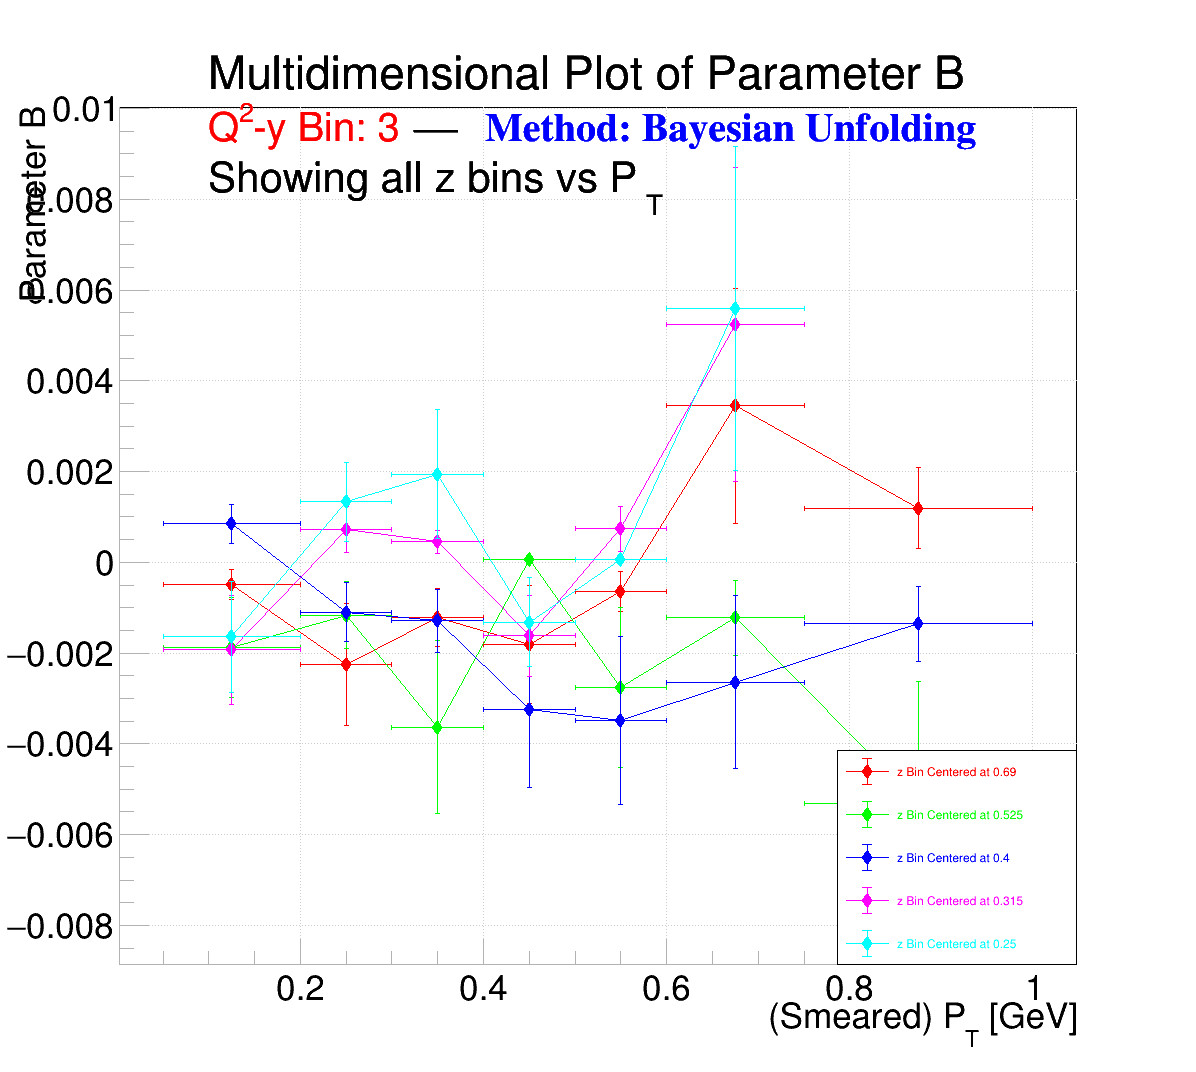 Multidimensional Plot of Parameter B
Q²-y Bin: 3 — Method: Bayesian Unfolding
Showing all z bins vs P_T
Parameter B
0.01
0.008
0.006
0.004
0.002
0
−0.002
−0.004
−0.006
−0.008
z Bin Centered at 0.69
z Bin Centered at 0.525
z Bin Centered at 0.4
z Bin Centered at 0.315
z Bin Centered at 0.25
0.2 0.4 0.6 0.8 1
(Smeared) P_T [GeV]